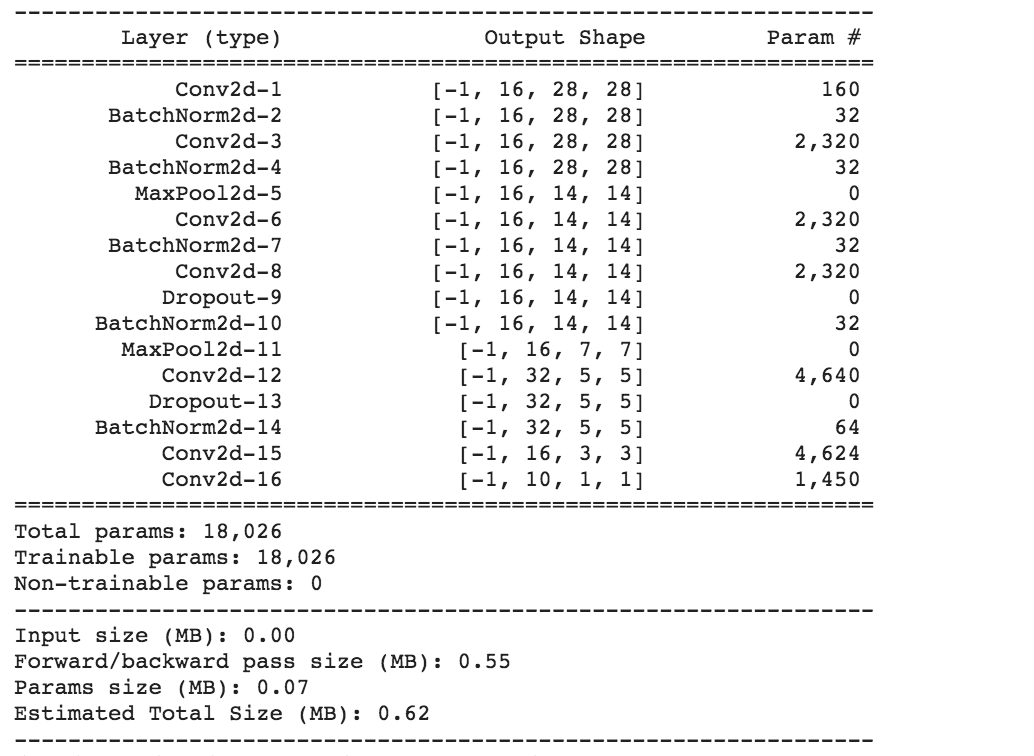 ----------------------------------------------------------------
Layer (type) Output Shape Param #
================================================================
Conv2d-1 [-1, 16, 28, 28] 160
BatchNorm2d-2 [-1, 16, 28, 28] 32
Conv2d-3 [-1, 16, 28, 28] 2,320
BatchNorm2d-4 [-1, 16, 28, 28] 32
MaxPool2d-5 [-1, 16, 14, 14] 0
Conv2d-6 [-1, 16, 14, 14] 2,320
BatchNorm2d-7 [-1, 16, 14, 14] 32
Conv2d-8 [-1, 16, 14, 14] 2,320
Dropout-9 [-1, 16, 14, 14] 0
BatchNorm2d-10 [-1, 16, 14, 14] 32
MaxPool2d-11 [-1, 16, 7, 7] 0
Conv2d-12 [-1, 32, 5, 5] 4,640
Dropout-13 [-1, 32, 5, 5] 0
BatchNorm2d-14 [-1, 32, 5, 5] 64
Conv2d-15 [-1, 16, 3, 3] 4,624
Conv2d-16 [-1, 10, 1, 1] 1,450
================================================================
Total params: 18,026
Trainable params: 18,026
Non-trainable params: 0
----------------------------------------------------------------
Input size (MB): 0.00
Forward/backward pass size (MB): 0.55
Params size (MB): 0.07
Estimated Total Size (MB): 0.62
----------------------------------------------------------------